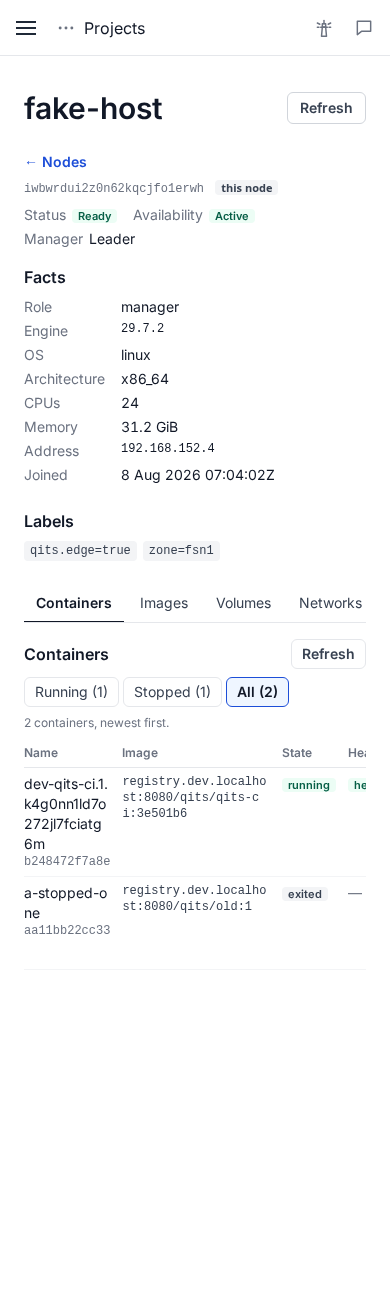 Projects
fake-host
Refresh
← Nodes
iwbwrdui2z0n62kqcjfo1erwh this node
Status Ready Availability Active
Manager Leader
Facts
Role manager
Engine 29.7.2
OS linux
Architecture x86_64
CPUs 24
Memory 31.2 GiB
Address 192.168.152.4
Joined 8 Aug 2026 07:04:02Z
Labels
qits.edge=true zone=fsn1
Containers Images Volumes Networks
Containers Refresh
Running (1) Stopped (1) All (2)
2 containers, newest first.
Name Image State Hea
dev-qits-ci.1. registry.dev.localho running he
k4g0nn1ld7o st:8080/qits/qits-c
272jl7fciatg i:3e501b6
6m
b248472f7a8e
a-stopped-o registry.dev.localho exited —
ne st:8080/qits/old:1
aa11bb22cc33